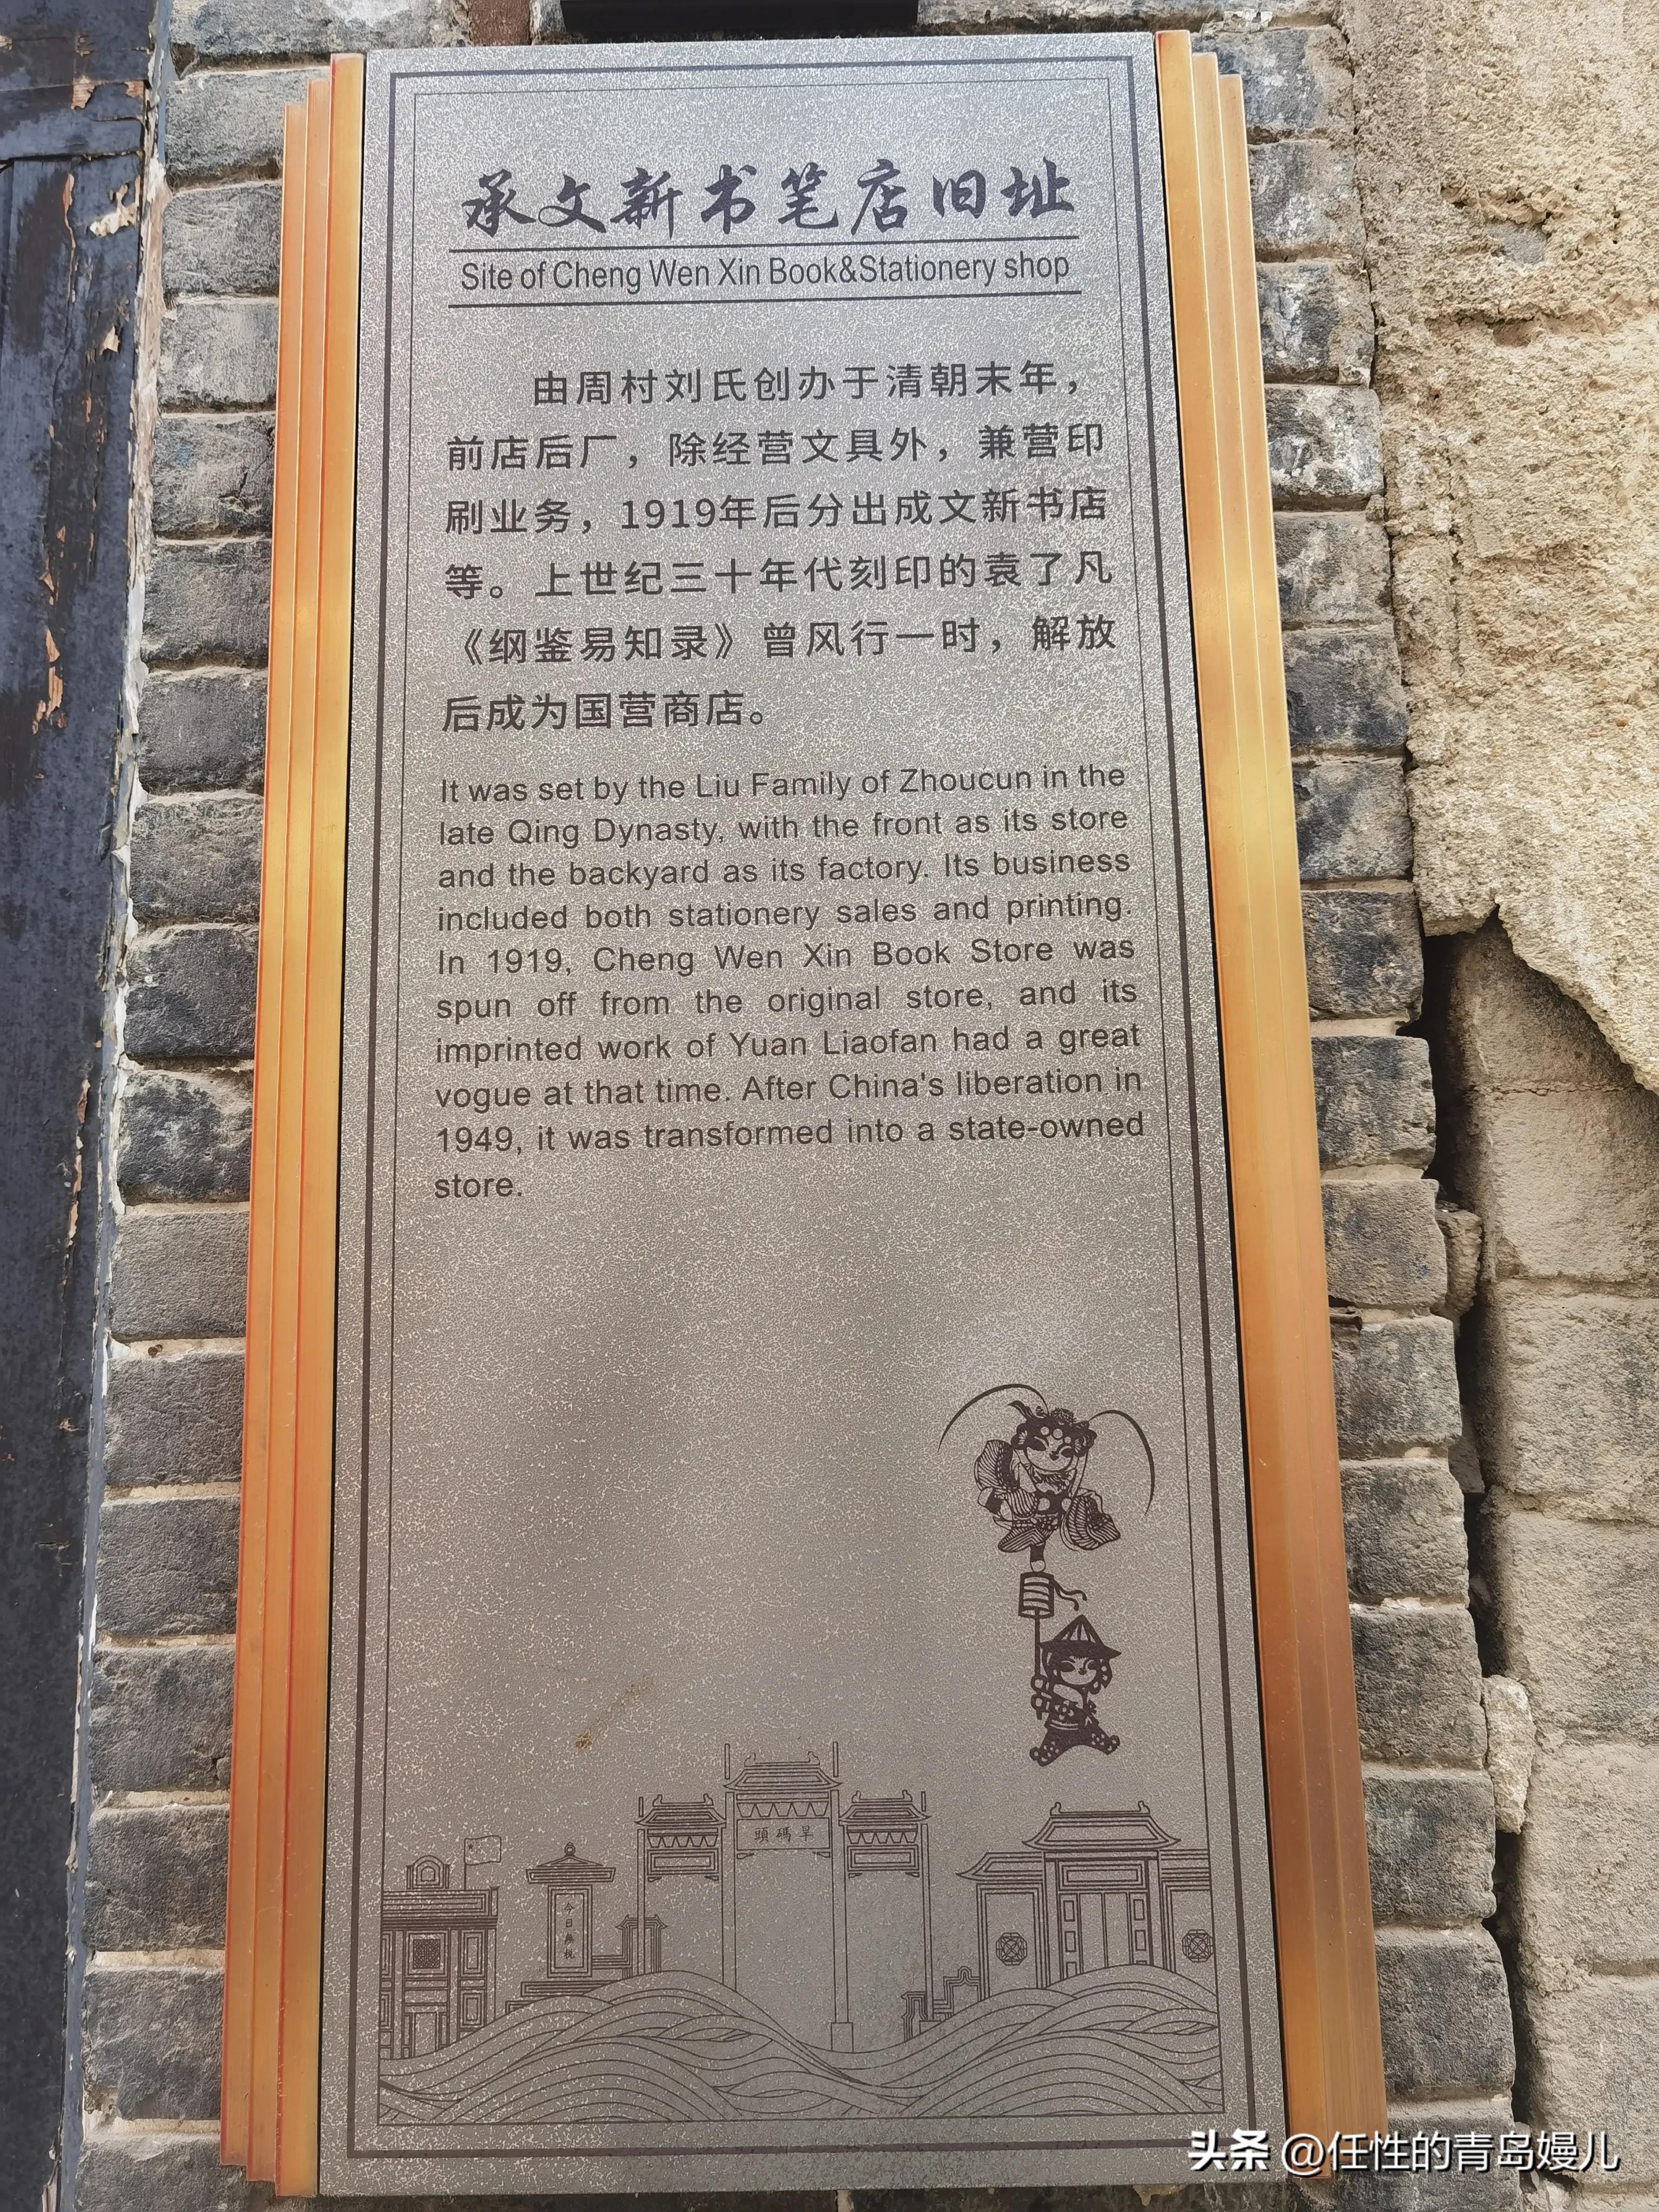 承文新书笔店旧址
Site of Cheng Wen Xin Book&Stationery shop
由周村刘氏创办于清朝末年，
前店后厂，除经营文具外，兼营印
刷业务，1919年后分出成文新书店
等。上世纪三十年代刻印的袁了凡
《纲鉴易知录》曾风行一时，解放
后成为国营商店。
It was set by the Liu Family of Zhoucun in the
late Qing Dynasty, with the front as its store
and the backyard as its factory. Its business
included both stationery sales and printing.
In 1919, Cheng Wen Xin Book Store was
spun off from the original store, and its
imprinted work of Yuan Liaofan had a great
vogue at that time. After China's liberation in
1949, it was transformed into a state-owned
store.
頭碼旱
今日無税
头条 @任性的青岛嫚儿